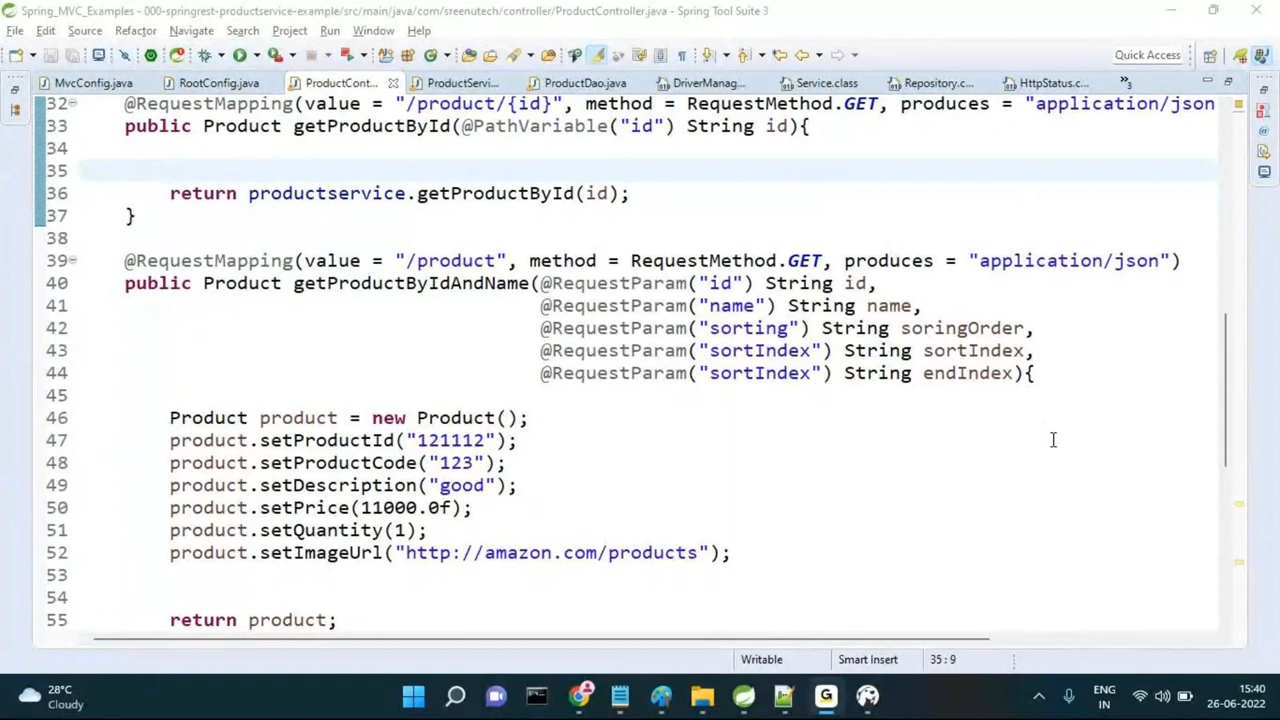 Spring_MVC_Examples - 000-springrest-productservice-example/src/main/java/com/sreenutech/controller/ProductController.java - Spring Tool Suite 3
File Edit Source Refactor Navigate Search Project Run Window Help
Quick Access
MvcConfig.java RootConfig.java ProductCont... ProductServi... ProductDao.java DriverManag... Service.class Repository.c... HttpStatus.c... »3
32 @RequestMapping(value = "/product/{id}", method = RequestMethod.GET, produces = "application/json
33 public Product getProductById(@PathVariable("id") String id){
34
35
36 return productservice.getProductById(id);
37 }
38
39 @RequestMapping(value = "/product", method = RequestMethod.GET, produces = "application/json")
40 public Product getProductByIdAndName(@RequestParam("id") String id,
41 @RequestParam("name") String name,
42 @RequestParam("sorting") String soringOrder,
43 @RequestParam("sortIndex") String sortIndex,
44 @RequestParam("sortIndex") String endIndex){
45
46 Product product = new Product();
47 product.setProductId("121112");
48 product.setProductCode("123");
49 product.setDescription("good");
50 product.setPrice(11000.0f);
51 product.setQuantity(1);
52 product.setImageUrl("http://amazon.com/products");
53
54
55 return product;
Writable Smart Insert 35 : 9
28°C
Cloudy
ENG
IN
15:40
26-06-2022